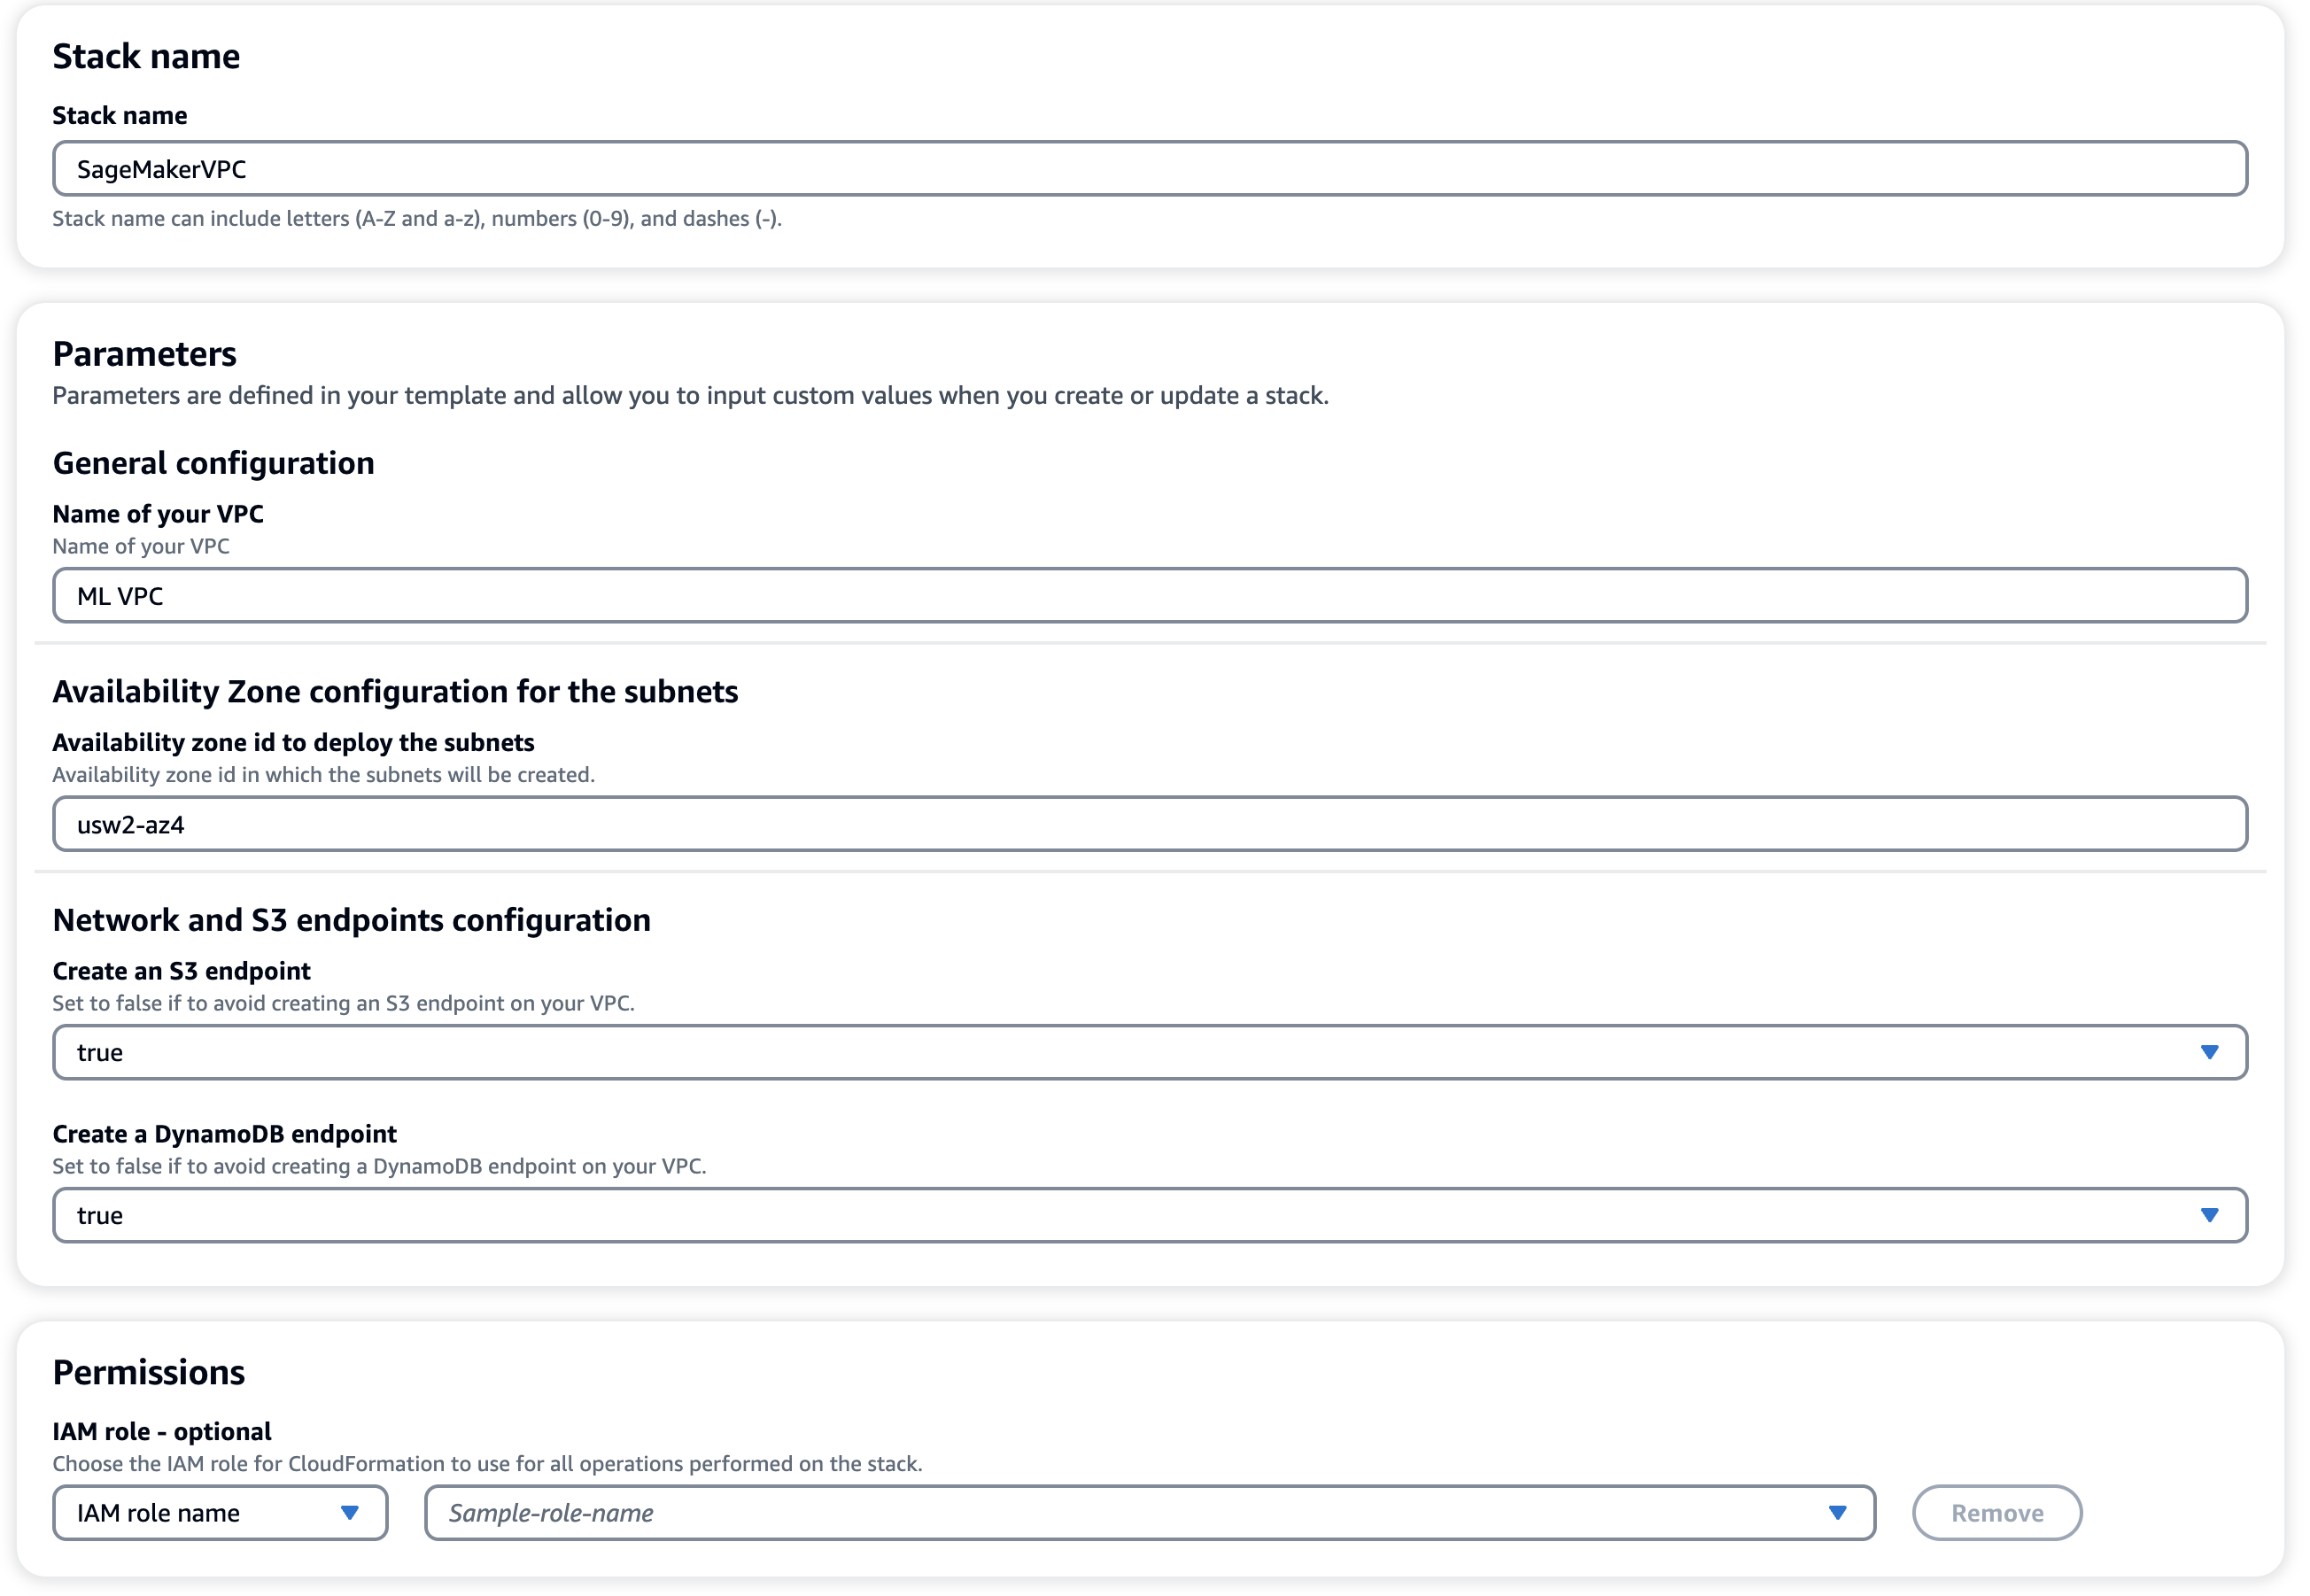 Stack name
Stack name
SageMakerVPC
Stack name can include letters (A-Z and a-z), numbers (0-9), and dashes (-).
Parameters
Parameters are defined in your template and allow you to input custom values when you create or update a stack.
General configuration
Name of your VPC
Name of your VPC
ML VPC
Availability Zone configuration for the subnets
Availability zone id to deploy the subnets
Availability zone id in which the subnets will be created.
usw2-az4
Network and S3 endpoints configuration
Create an S3 endpoint
Set to false if to avoid creating an S3 endpoint on your VPC.
true
Create a DynamoDB endpoint
Set to false if to avoid creating a DynamoDB endpoint on your VPC.
true
Permissions
IAM role - optional
Choose the IAM role for CloudFormation to use for all operations performed on the stack.
IAM role name Sample-role-name Remove